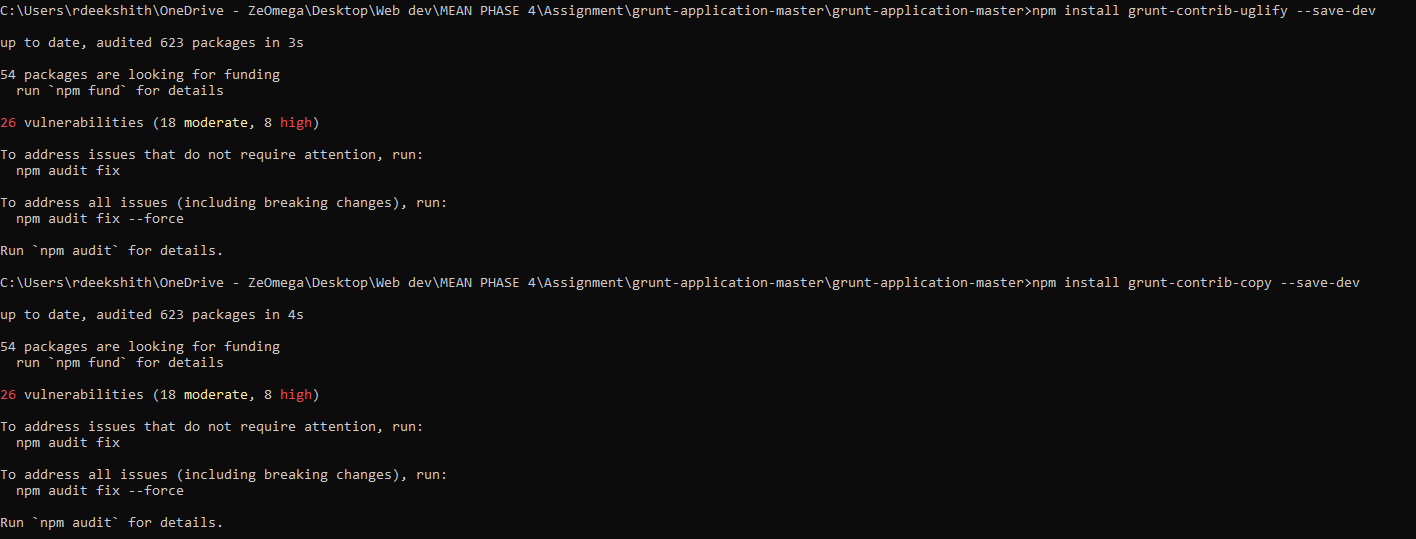 C:\Users\rdeekshith\OneDrive - ZeOmega\Desktop\Web dev\MEAN PHASE 4\Assignment\grunt-application-master\grunt-application-master>npm install grunt-contrib-uglify --save-dev
up to date, audited 623 packages in 3s
54 packages are looking for funding
  run `npm fund` for details
26 vulnerabilities (18 moderate, 8 high)
To address issues that do not require attention, run:
  npm audit fix
To address all issues (including breaking changes), run:
  npm audit fix --force
Run `npm audit` for details.
C:\Users\rdeekshith\OneDrive - ZeOmega\Desktop\Web dev\MEAN PHASE 4\Assignment\grunt-application-master\grunt-application-master>npm install grunt-contrib-copy --save-dev
up to date, audited 623 packages in 4s
54 packages are looking for funding
  run `npm fund` for details
26 vulnerabilities (18 moderate, 8 high)
To address issues that do not require attention, run:
  npm audit fix
To address all issues (including breaking changes), run:
  npm audit fix --force
Run `npm audit` for details.